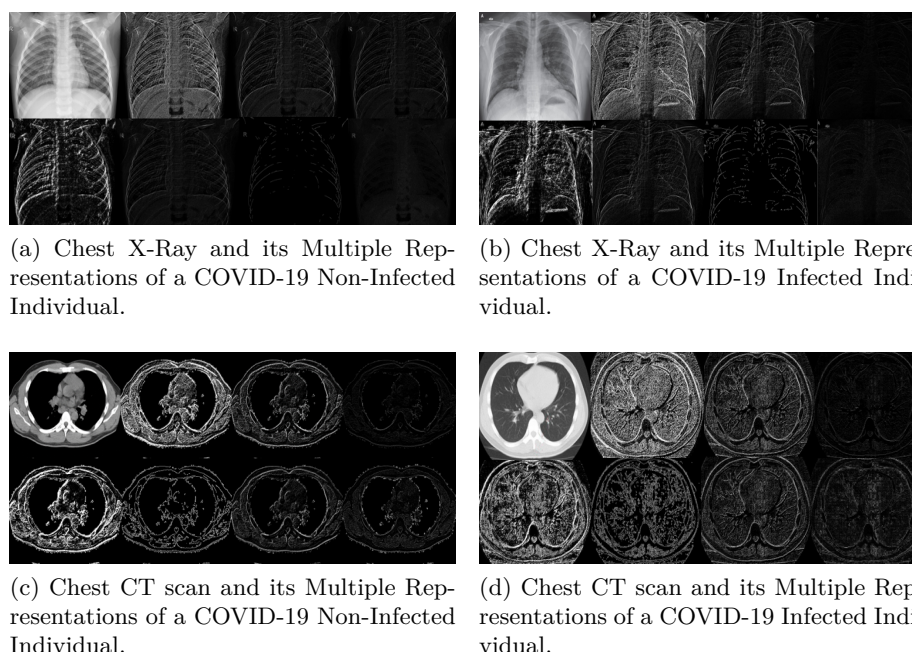 (a) Chest X-Ray and its Multiple Rep-
resentations of a COVID-19 Non-Infected
Individual.
(b) Chest X-Ray and its Multiple Repre
sentations of a COVID-19 Infected Indi
vidual.
(c) Chest CT scan and its Multiple Rep-
resentations of a COVID-19 Non-Infected
Individual.
(d) Chest CT scan and its Multiple Rep
resentations of a COVID-19 Infected Indi
vidual.